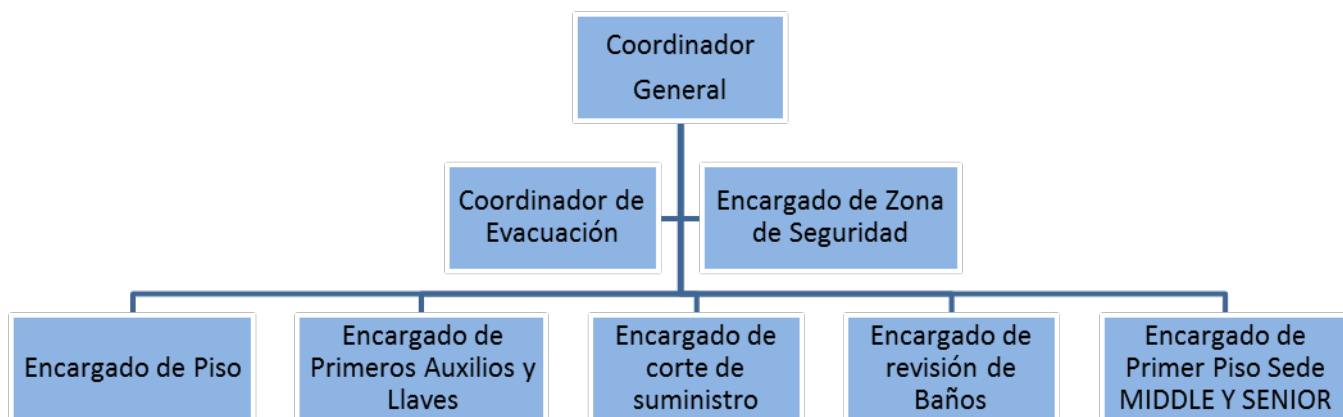 Coordinador
General
Coordinador de
Evacuación
Encargado de Zona
de Seguridad
Encargado de Piso
Encargado de
Primeros Auxilios y
Llaves
Encargado de
corte de
suministro
Encargado de
revisión de
Baños
Encargado de
Primer Piso Sede
MIDDLE Y SENIOR